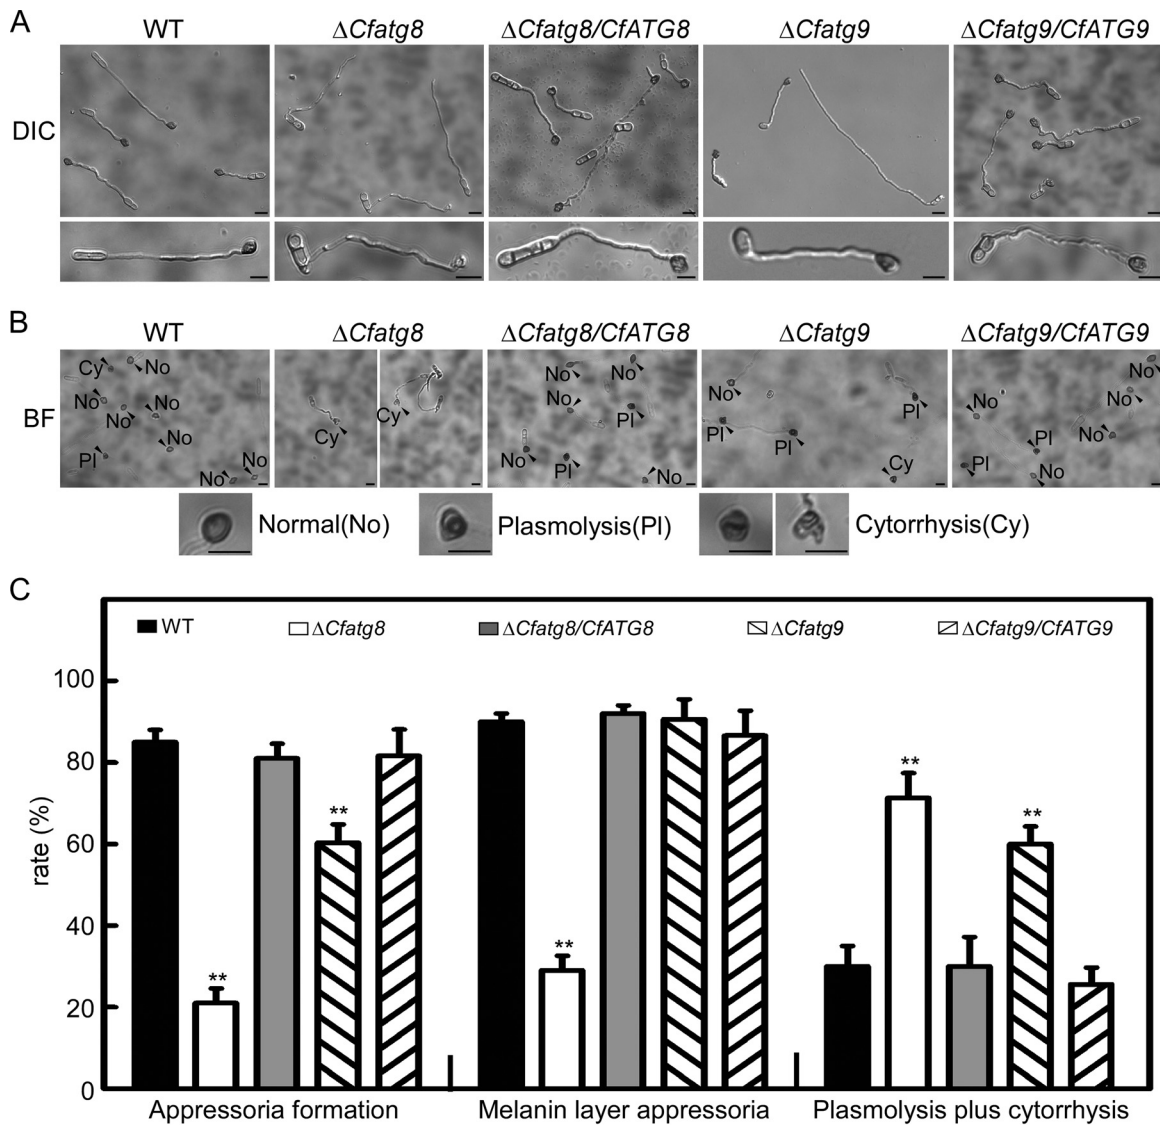 A
WT
ΔCfatg8
ΔCfatg8/CfATG8
ΔCfatg9
ΔCfatg9/CfATG9
DIC
B
WT
ΔCfatg8
ΔCfatg8/CfATG8
ΔCfatg9
ΔCfatg9/CfATG9
BF
Cy No
No No
No
No
Pl
No No
Cy
Cy
No No
No
Pl
No Pl
No
No
Pl
Pl Pl
Cy
No
No
No No
Pl
Pl
No
Normal(No)
Plasmolysis(Pl)
Cytorrhysis(Cy)
C
WT
ΔCfatg8
ΔCfatg8/CfATG8
ΔCfatg9
ΔCfatg9/CfATG9
rate (%)
100
80
60
40
20
0
**
**
**
**
**
Appressoria formation
Melanin layer appressoria
Plasmolysis plus cytorrhysis